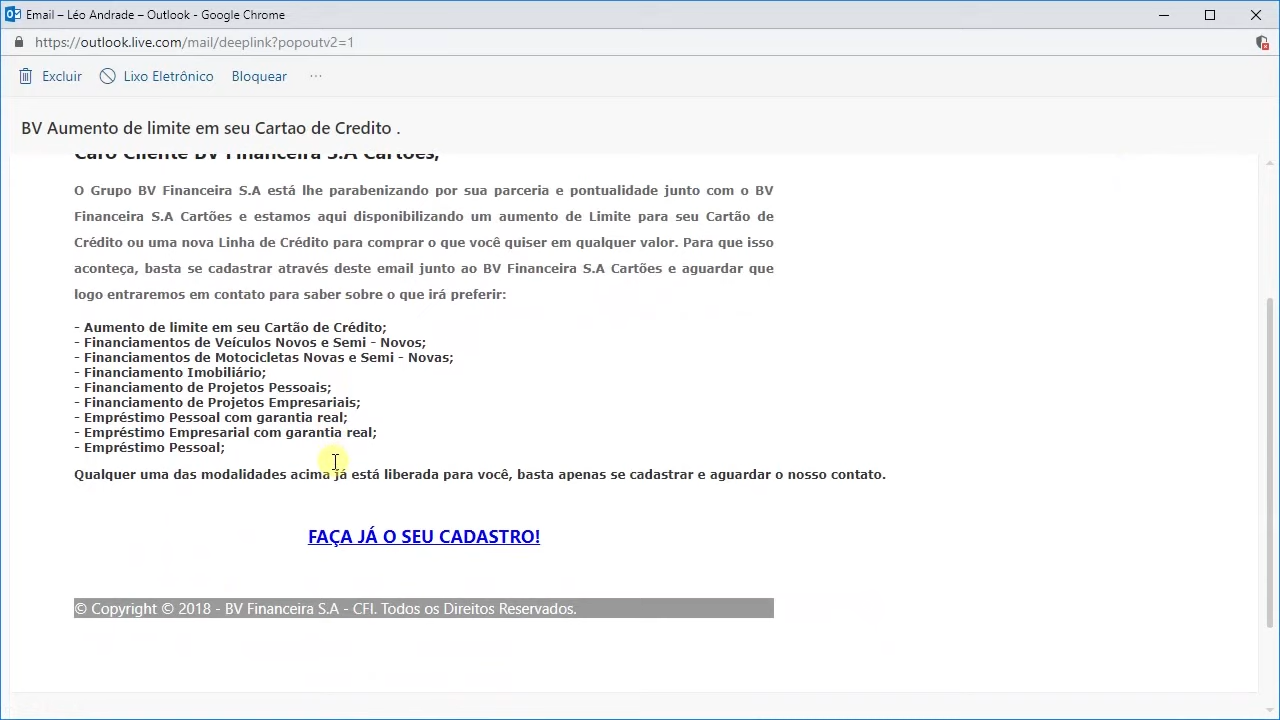 Email – Léo Andrade – Outlook - Google Chrome
https://outlook.live.com/mail/deeplink?popoutv2=1
Excluir Lixo Eletrônico Bloquear ...
BV Aumento de limite em seu Cartao de Credito .
Caro Cliente BV Financeira S.A Cartões,
O Grupo BV Financeira S.A está lhe parabenizando por sua parceria e pontualidade junto com o BV
Financeira S.A Cartões e estamos aqui disponibilizando um aumento de Limite para seu Cartão de
Crédito ou uma nova Linha de Crédito para comprar o que você quiser em qualquer valor. Para que isso
aconteça, basta se cadastrar através deste email junto ao BV Financeira S.A Cartões e aguardar que
logo entraremos em contato para saber sobre o que irá preferir:
- Aumento de limite em seu Cartão de Crédito;
- Financiamentos de Veículos Novos e Semi - Novos;
- Financiamentos de Motocicletas Novas e Semi - Novas;
- Financiamento Imobiliário;
- Financiamento de Projetos Pessoais;
- Financiamento de Projetos Empresariais;
- Empréstimo Pessoal com garantia real;
- Empréstimo Empresarial com garantia real;
- Empréstimo Pessoal;
Qualquer uma das modalidades acima já está liberada para você, basta apenas se cadastrar e aguardar o nosso contato.
FAÇA JÁ O SEU CADASTRO!
© Copyright © 2018 - BV Financeira S.A - CFI. Todos os Direitos Reservados.